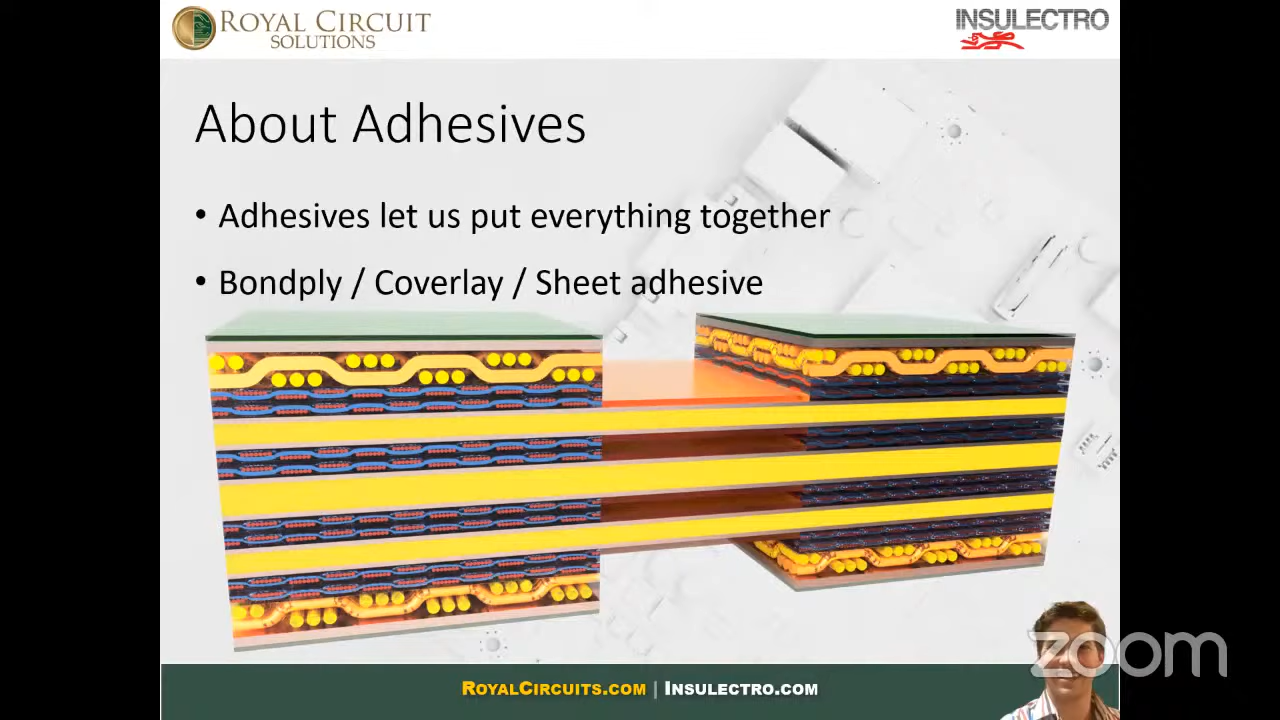 ROYAL CIRCUIT
SOLUTIONS
INSULECTRO
About Adhesives
• Adhesives let us put everything together
• Bondply / Coverlay / Sheet adhesive
zoom
ROYALCIRCUITS.COM | INSULECTRO.COM